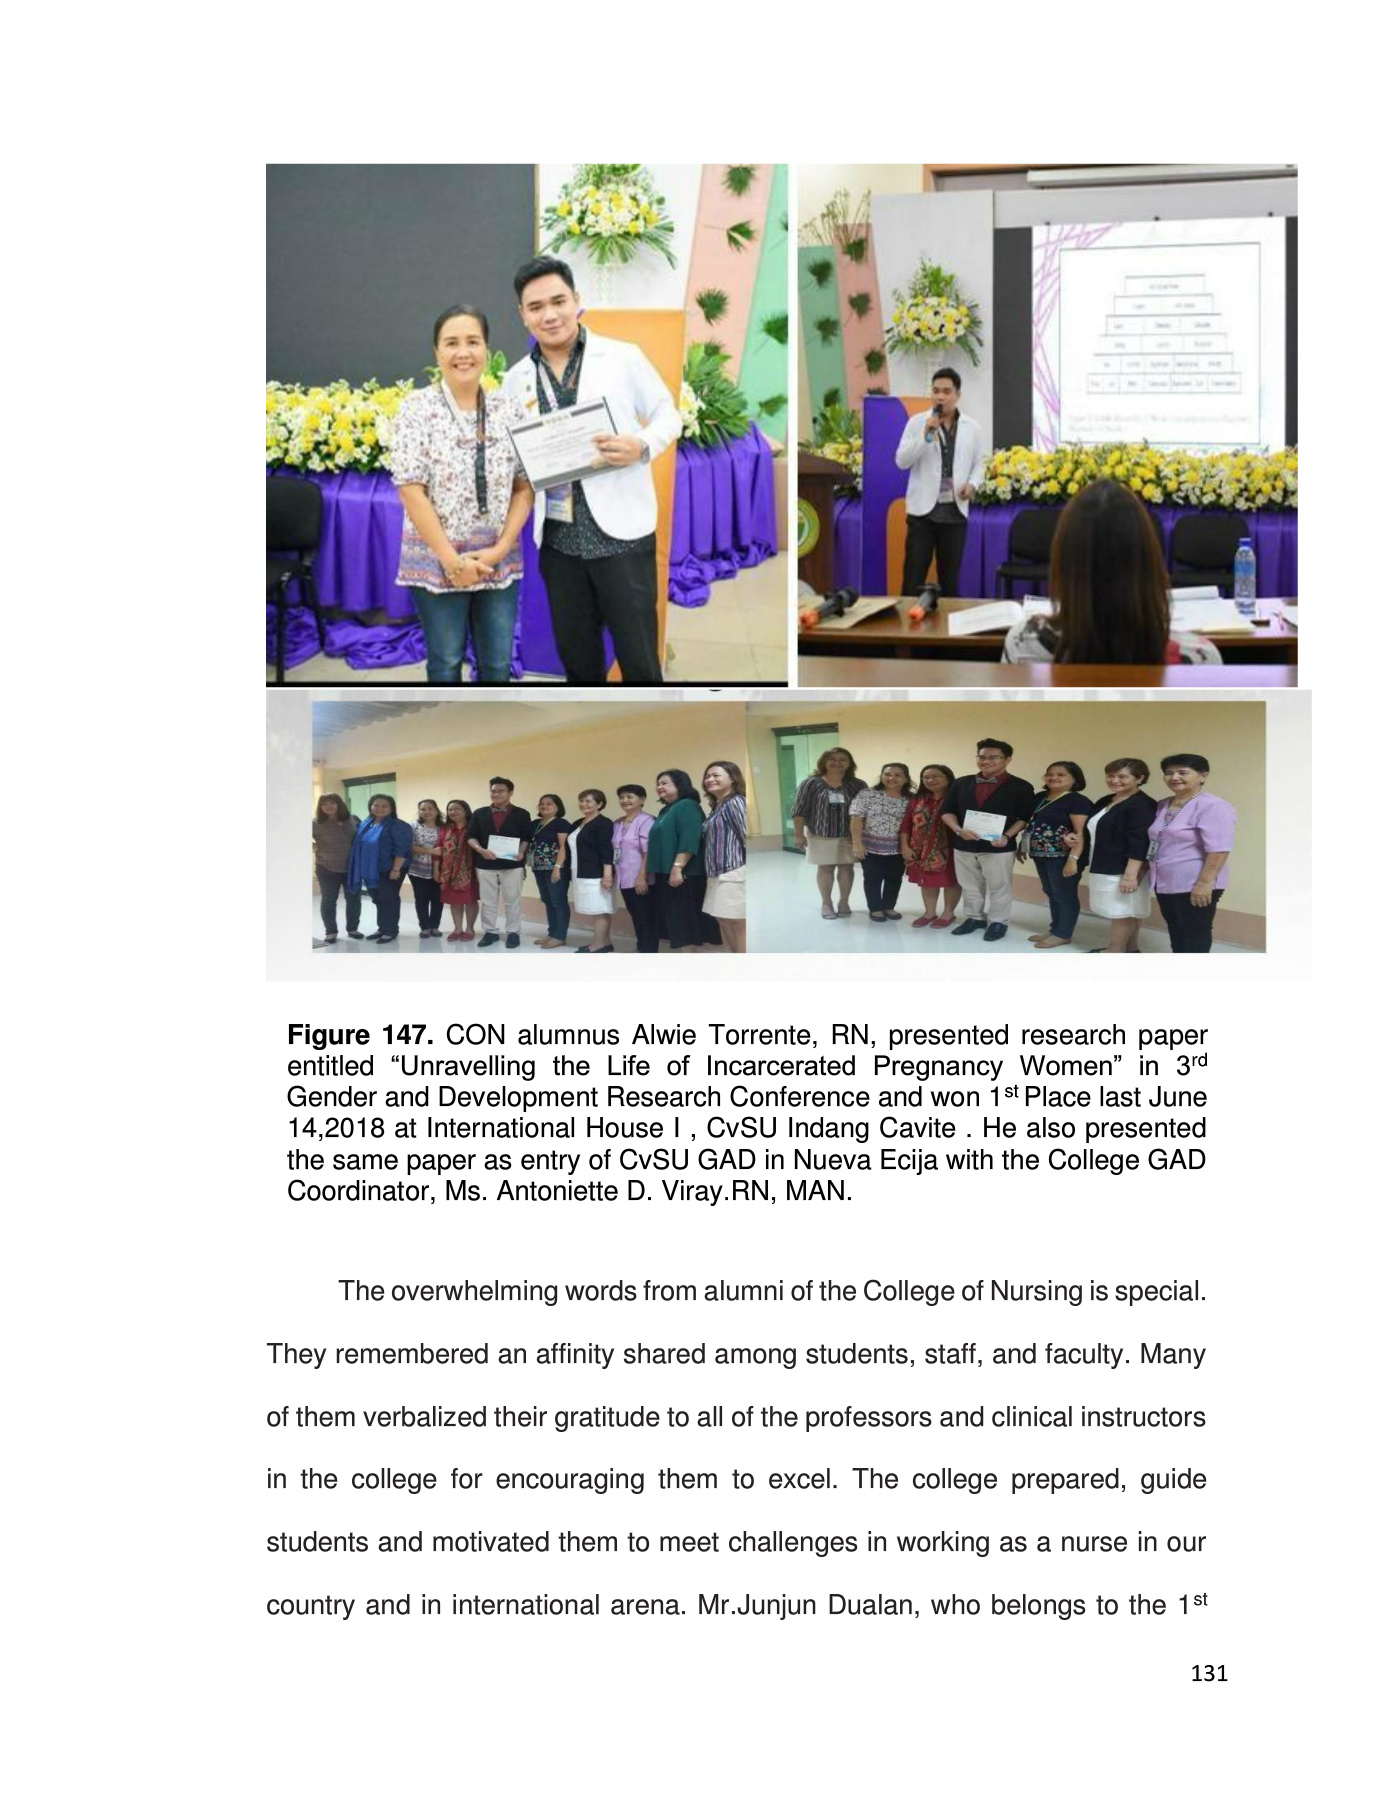 Figure 147. CON alumnus Alwie Torrente, RN, presented research paper
entitled “Unravelling the Life of Incarcerated Pregnancy Women” in 3rd
Gender and Development Research Conference and won 1st Place last June
14,2018 at International House I , CvSU Indang Cavite . He also presented
the same paper as entry of CvSU GAD in Nueva Ecija with the College GAD
Coordinator, Ms. Antoniette D. Viray.RN, MAN.
The overwhelming words from alumni of the College of Nursing is special.
They remembered an affinity shared among students, staff, and faculty. Many
of them verbalized their gratitude to all of the professors and clinical instructors
in the college for encouraging them to excel. The college prepared, guide
students and motivated them to meet challenges in working as a nurse in our
country and in international arena. Mr.Junjun Dualan, who belongs to the 1st
131